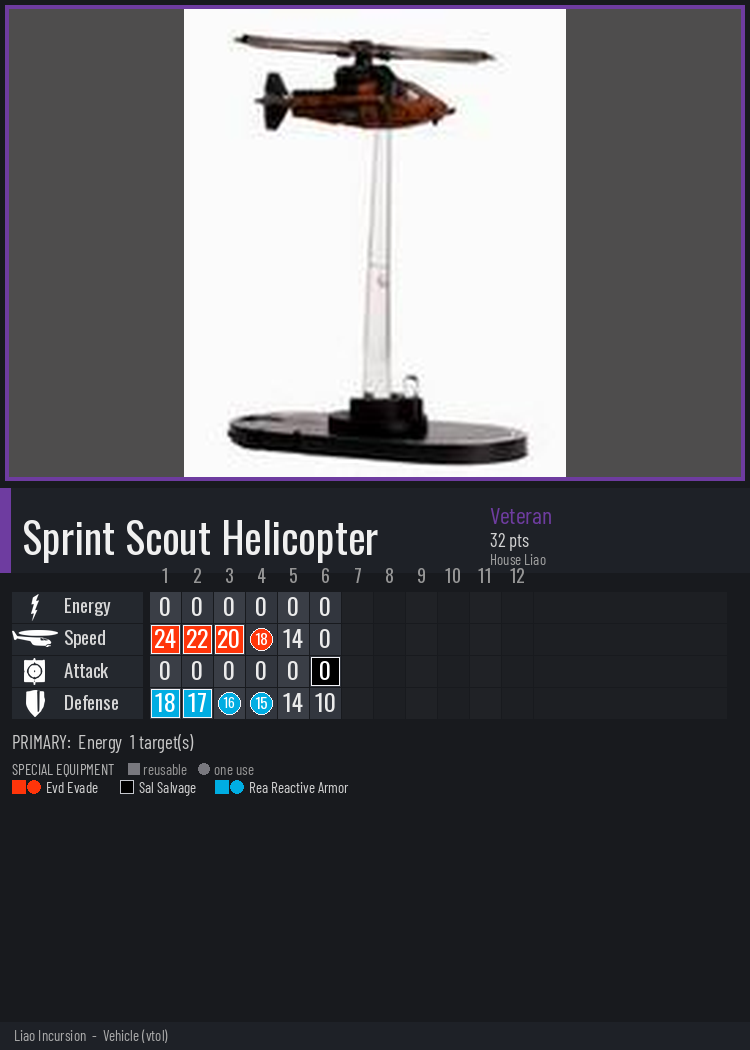 Sprint Scout Helicopter
Veteran
32 pts
House Liao
1 2 3 4 5 6 7 8 9 10 11 12
Energy 0 0 0 0 0 0
Speed 24 22 20 18 14 0
Attack 0 0 0 0 0 0
Defense 18 17 16 15 14 10
PRIMARY: Energy 1 target(s)
SPECIAL EQUIPMENT reusable one use
Evd Evade Sal Salvage Rea Reactive Armor
Liao Incursion - Vehicle (vtol)